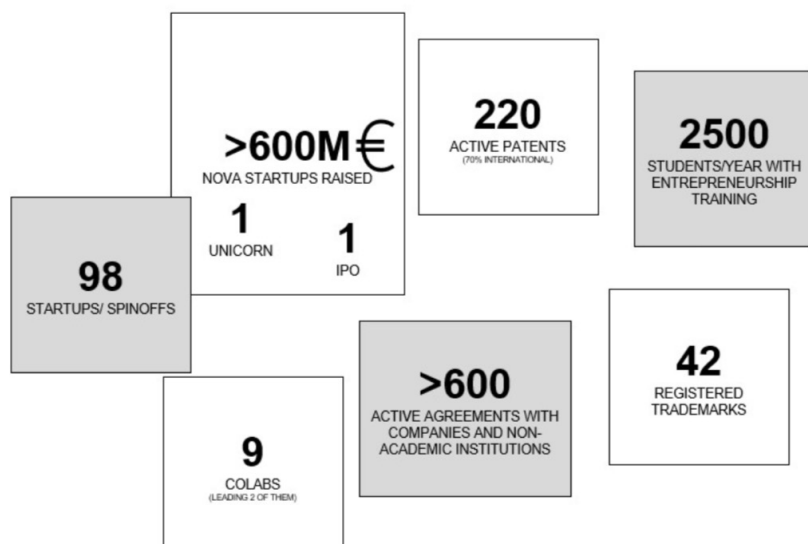 >600M€
NOVA STARTUPS RAISED
1
UNICORN
1
IPO
220
ACTIVE PATENTS
(70% INTERNATIONAL)
2500
STUDENTS/YEAR WITH
ENTREPRENEURSHIP
TRAINING
98
STARTUPS/ SPINOFFS
9
COLABS
(LEADING 2 OF THEM)
>600
ACTIVE AGREEMENTS WITH
COMPANIES AND NON-
ACADEMIC INSTITUTIONS
42
REGISTERED
TRADEMARKS